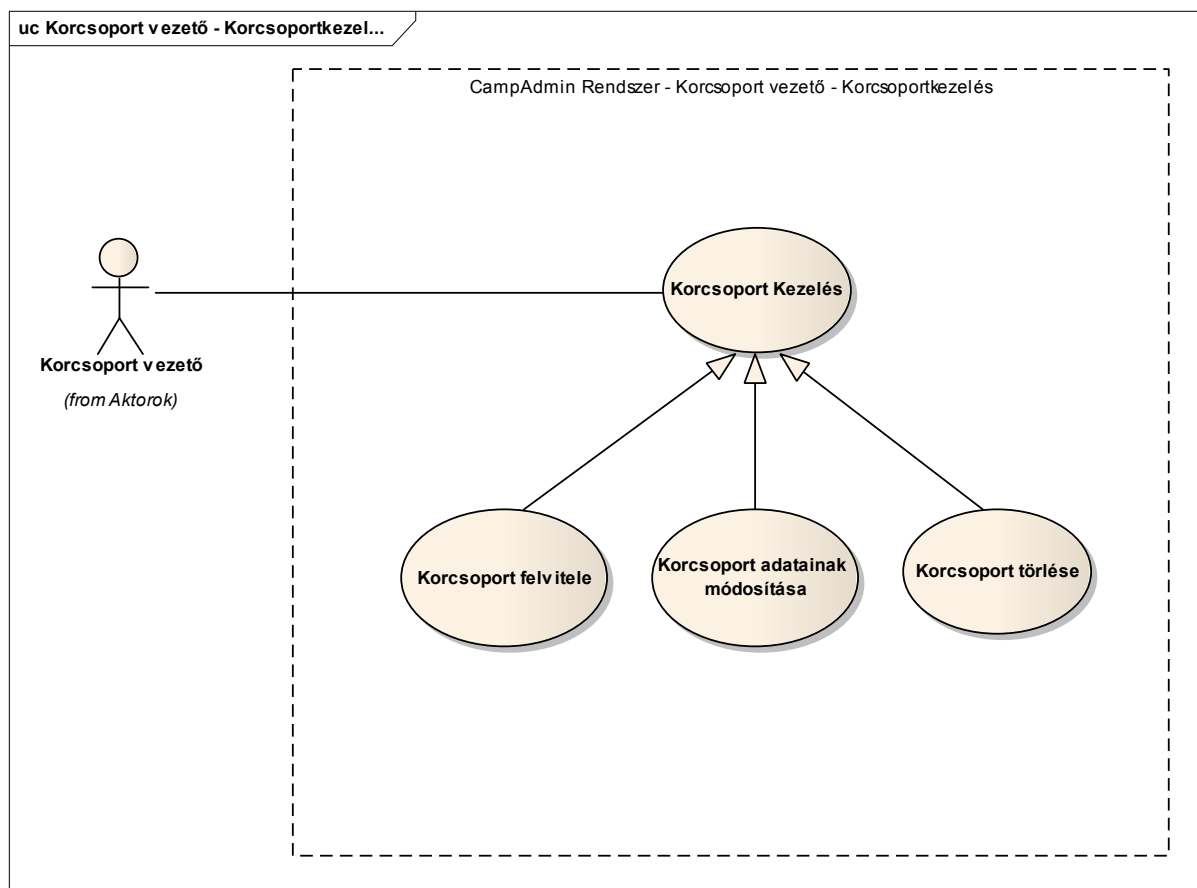 uc Korcsoport vezető - Korcsoportkezel...
CampAdmin Rendszer - Korcsoport vezető - Korcsoportkezelés
Korcsoport Kezelés
Korcsoport vezető
(from Aktorok)
Korcsoport felvitele
Korcsoport adatainak
módosítása
Korcsoport törlése